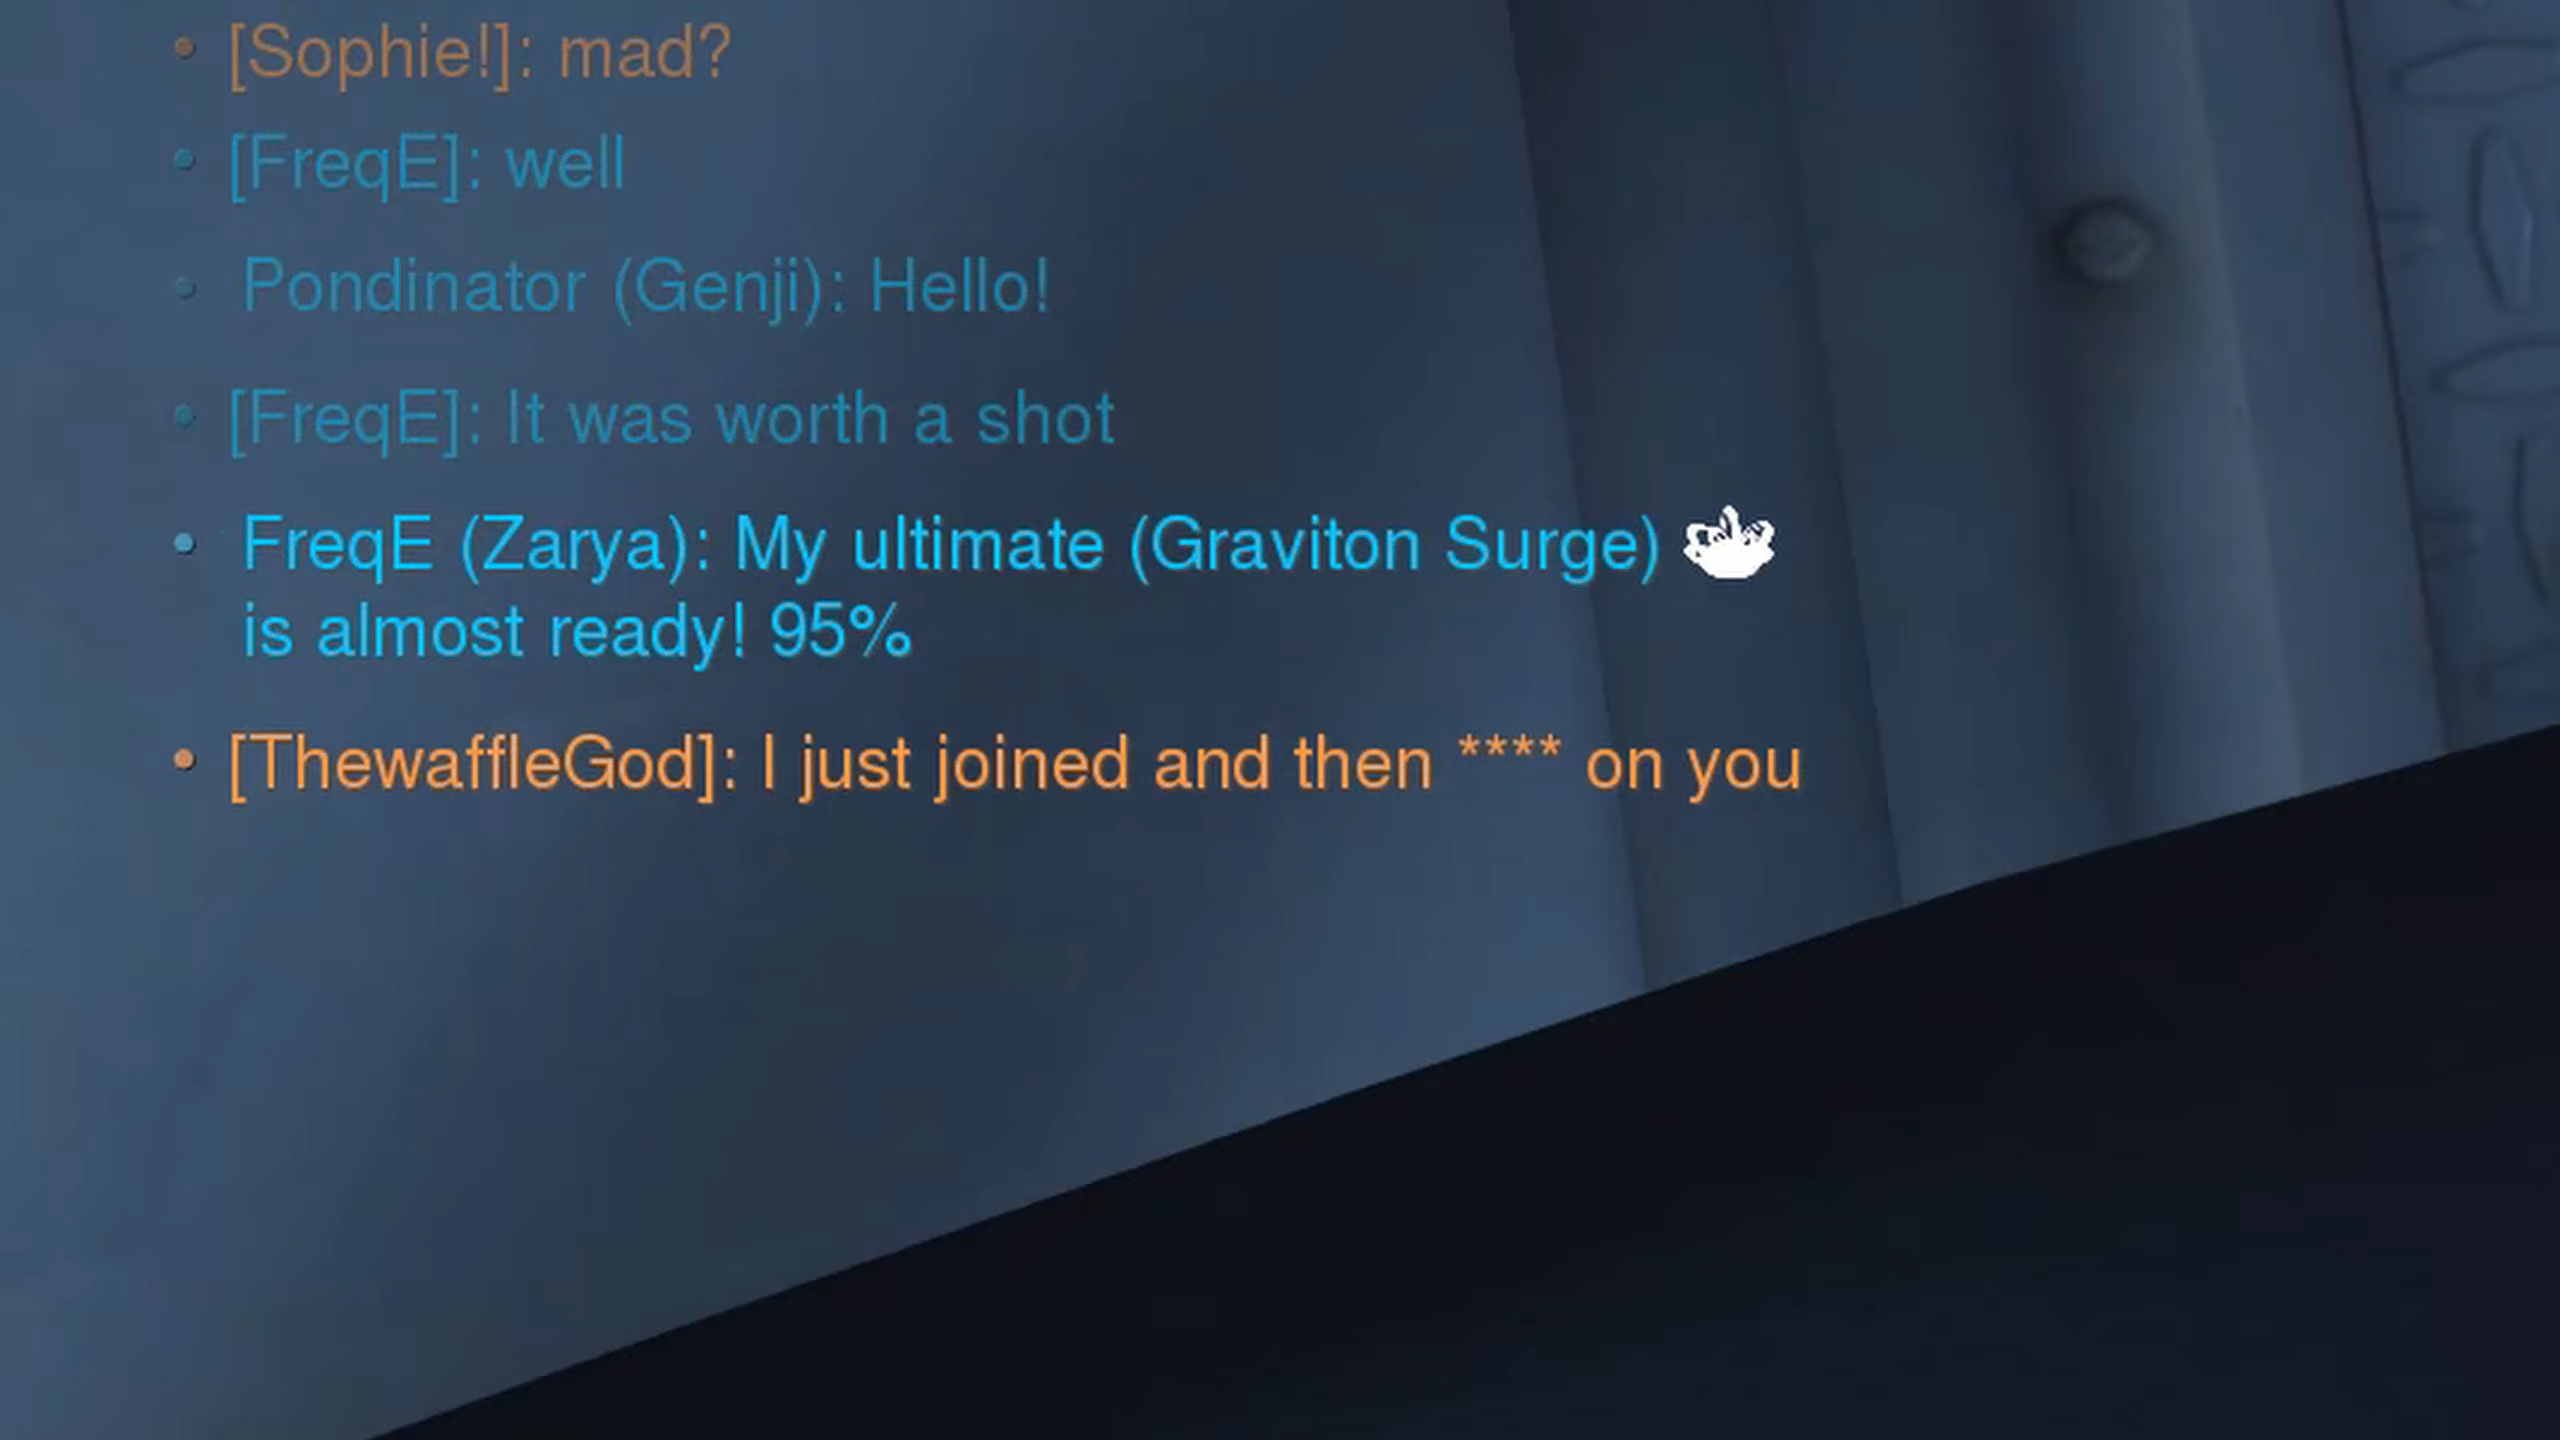 [Sophie!]: mad?
[FreqE]: well
Pondinator (Genji): Hello!
[FreqE]: It was worth a shot
FreqE (Zarya): My ultimate (Graviton Surge)
is almost ready! 95%
[ThewaffleGod]: I just joined and then **** on you